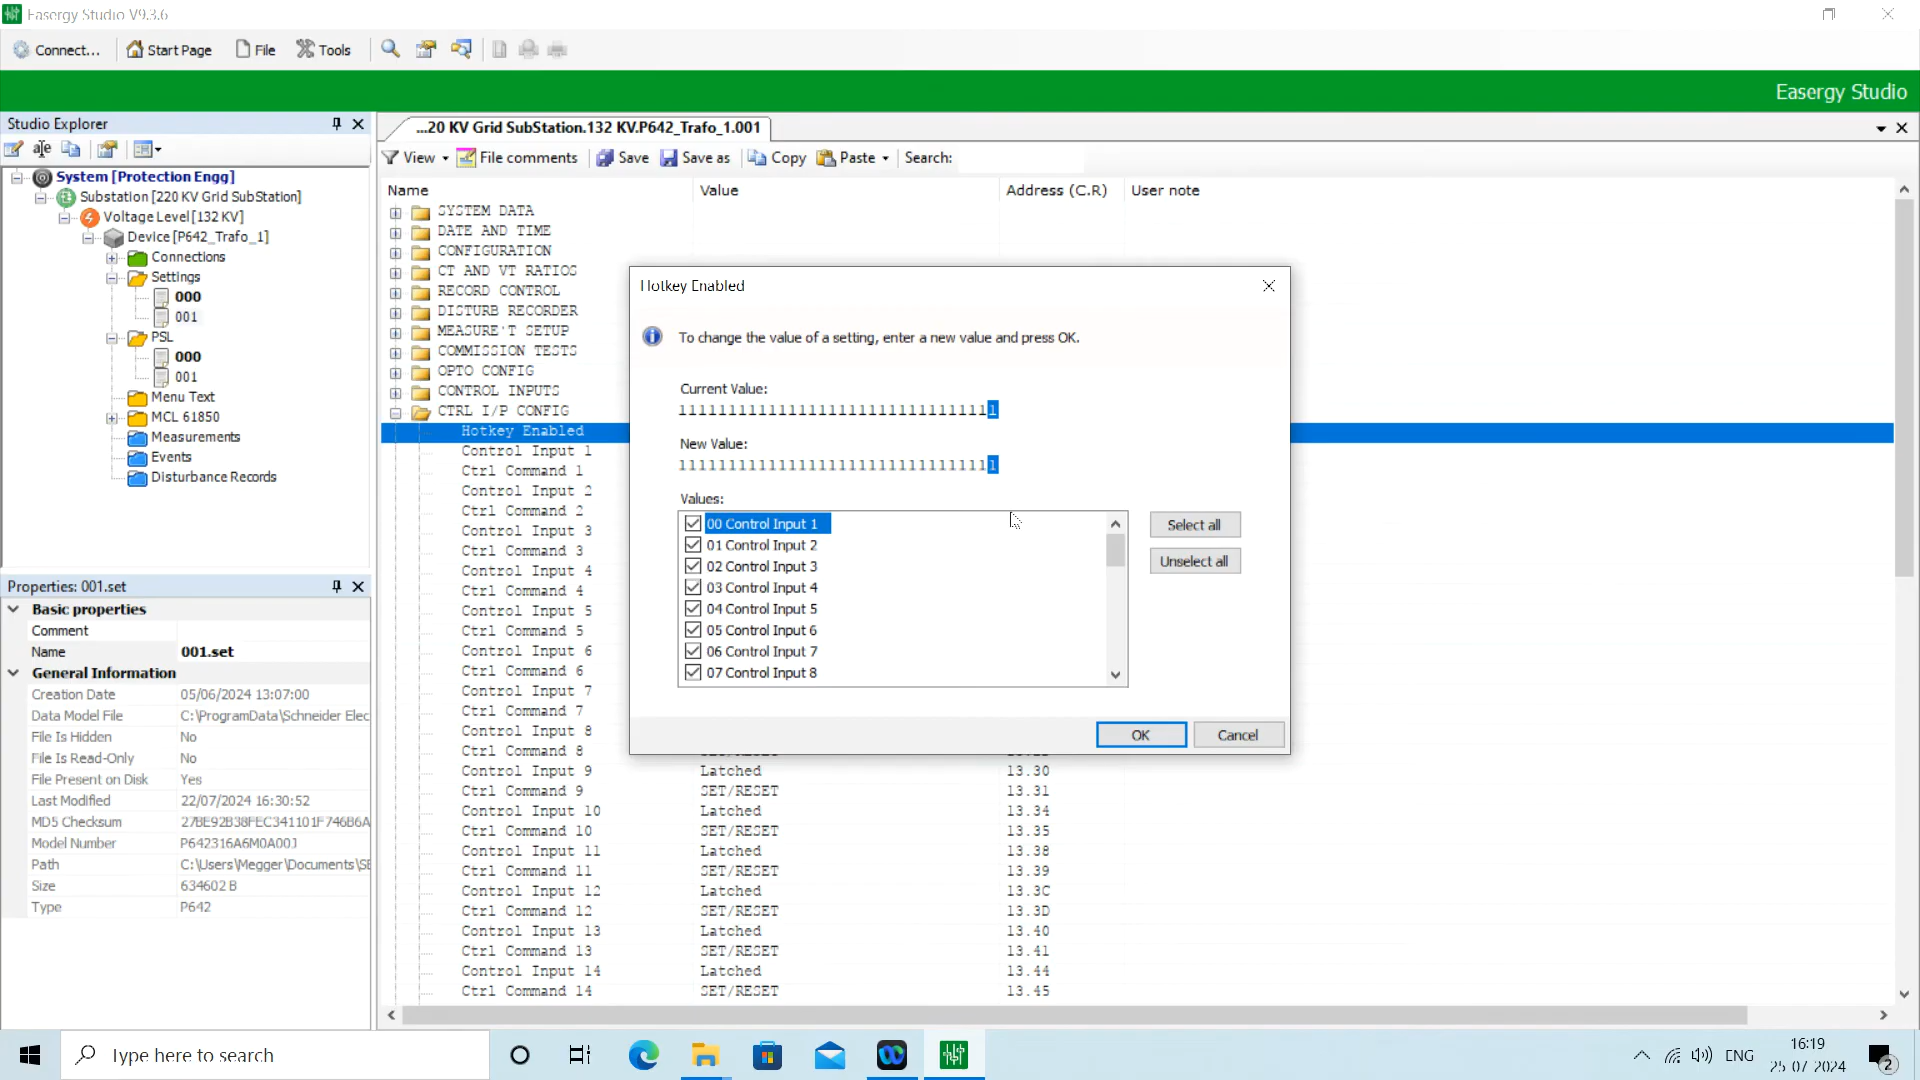 Easergy Studio V9.3.6
Connect... Start Page File Tools
Easergy Studio
Studio Explorer
System [Protection Engg]
Substation [220 KV Grid SubStation]
Voltage Level [132 KV]
Device [P642_Trafo_1]
Connections
Settings
000
001
PSL
000
001
Menu Text
MCL 61850
Measurements
Events
Disturbance Records
Properties: 001.set
Basic properties
Comment
Name 001.set
General Information
Creation Date 05/06/2024 13:07:00
Data Model File C:\ProgramData\Schneider Elec
File Is Hidden No
File Is Read-Only No
File Present on Disk Yes
Last Modified 22/07/2024 16:30:52
MD5 Checksum 27BE92B38FEC341101F746B6A
Model Number P642316A6M0A00J
Path C:\Users\Megger\Documents\SE
Size 634602 B
Type P642
...20 KV Grid SubStation.132 KV.P642_Trafo_1.001
View File comments Save Save as Copy Paste Search:
Name Value Address (C.R) User note
SYSTEM DATA
DATE AND TIME
CONFIGURATION
CT AND VT RATIOS
RECORD CONTROL
DISTURB RECORDER
MEASURE'T SETUP
COMMISSION TESTS
OPTO CONFIG
CONTROL INPUTS
CTRL I/P CONFIG
Hotkey Enabled
Control Input 1
Ctrl Command 1
Control Input 2
Ctrl Command 2
Control Input 3
Ctrl Command 3
Control Input 4
Ctrl Command 4
Control Input 5
Ctrl Command 5
Control Input 6
Ctrl Command 6
Control Input 7
Ctrl Command 7
Control Input 8
Ctrl Command 8
Control Input 9 Latched 13.30
Ctrl Command 9 SET/RESET 13.31
Control Input 10 Latched 13.34
Ctrl Command 10 SET/RESET 13.35
Control Input 11 Latched 13.38
Ctrl Command 11 SET/RESET 13.39
Control Input 12 Latched 13.3C
Ctrl Command 12 SET/RESET 13.3D
Control Input 13 Latched 13.40
Ctrl Command 13 SET/RESET 13.41
Control Input 14 Latched 13.44
Ctrl Command 14 SET/RESET 13.45
Hotkey Enabled
To change the value of a setting, enter a new value and press OK.
Current Value:
11111111111111111111111111111111
New Value:
11111111111111111111111111111111
Values:
00 Control Input 1
01 Control Input 2
02 Control Input 3
03 Control Input 4
04 Control Input 5
05 Control Input 6
06 Control Input 7
07 Control Input 8
Select all
Unselect all
OK Cancel
Type here to search
ENG
16:19
25-07-2024
2